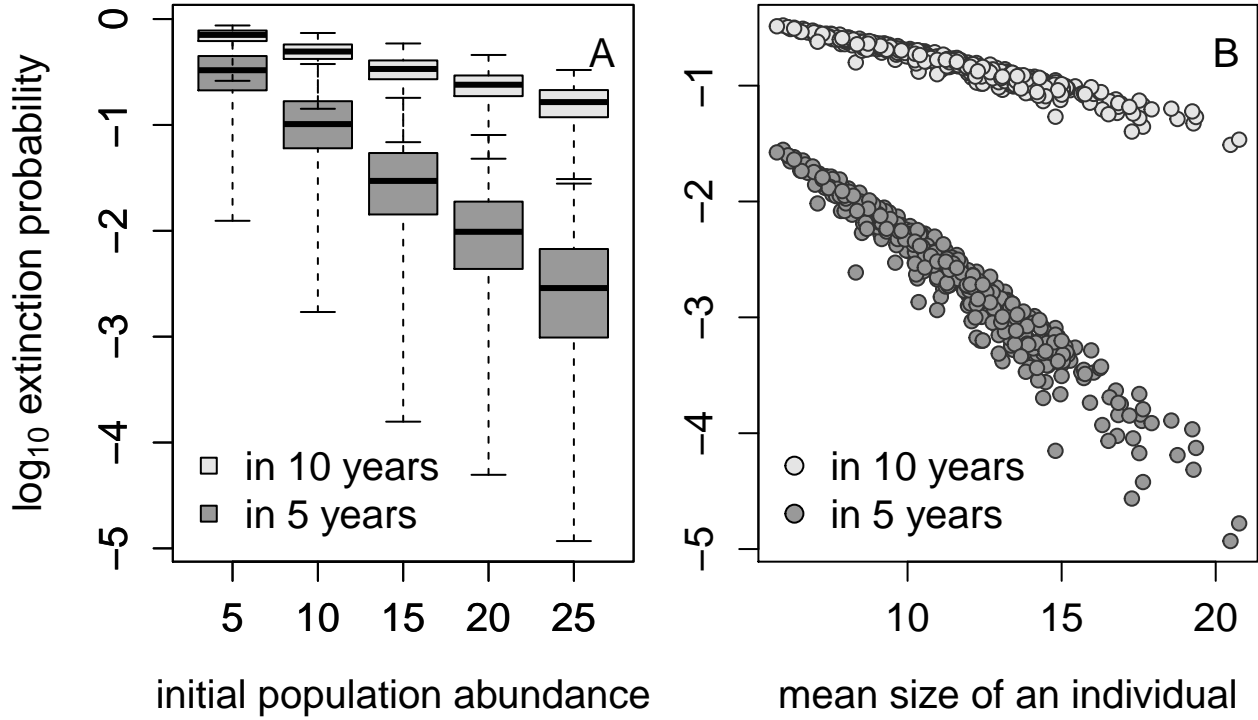 log10 extinction probability
0
−1
−2
−3
−4
−5
A
in 10 years
in 5 years
5 10 15 20 25
initial population abundance
−1
−2
−3
−4
−5
B
in 10 years
in 5 years
10 15 20
mean size of an individual